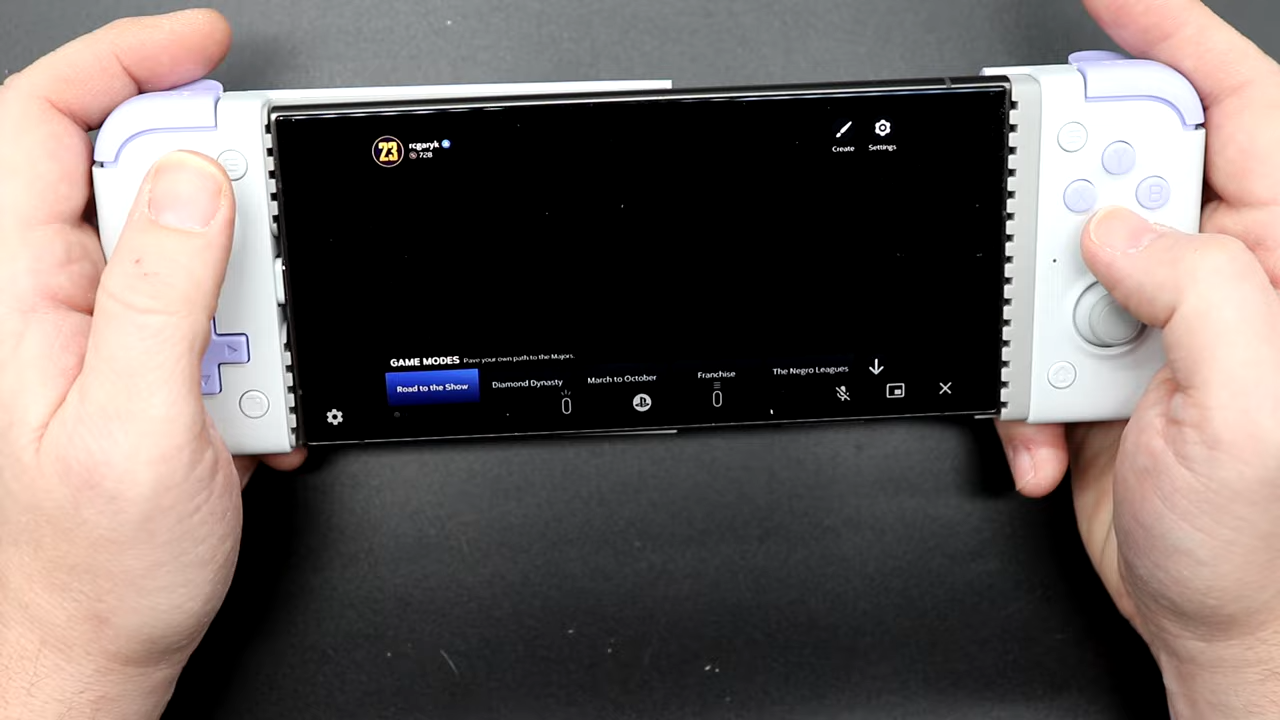 23
rcgaryk
728
Create
Settings
Y
X
B
GAME MODES Pave your own path to the Majors.
Road to the Show
Diamond Dynasty
March to October
Franchise
The Negro Leagues